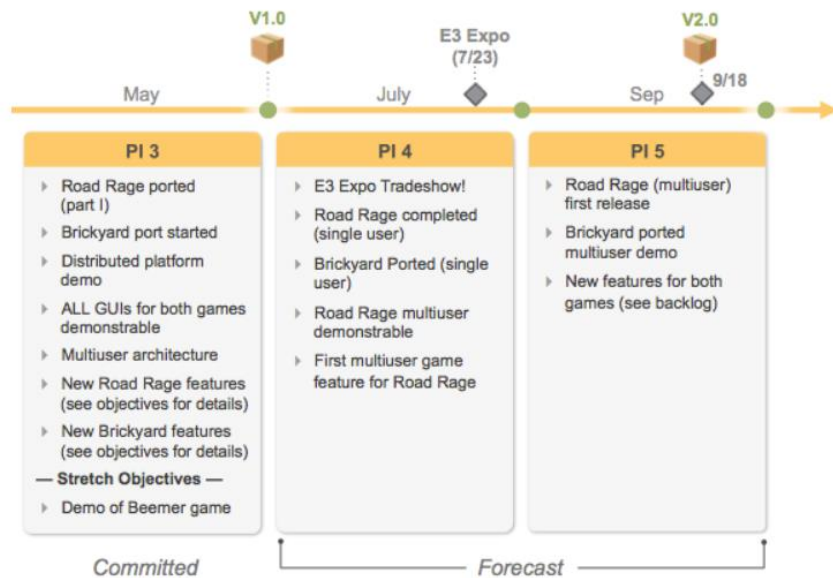 V1.0
E3 Expo
(7/23)
V2.0
9/18
May
July
Sep
PI 3
Road Rage ported
(part I)
Brickyard port started
Distributed platform
demo
ALL GUIs for both games
demonstrable
Multiuser architecture
New Road Rage features
(see objectives for details)
New Brickyard features
(see objectives for details)
— Stretch Objectives —
Demo of Beemer game
PI 4
E3 Expo Tradeshow!
Road Rage completed
(single user)
Brickyard Ported (single
user)
Road Rage multiuser
demonstrable
First multiuser game
feature for Road Rage
PI 5
Road Rage (multiuser)
first release
Brickyard ported
multiuser demo
New features for both
games (see backlog)
Committed
Forecast